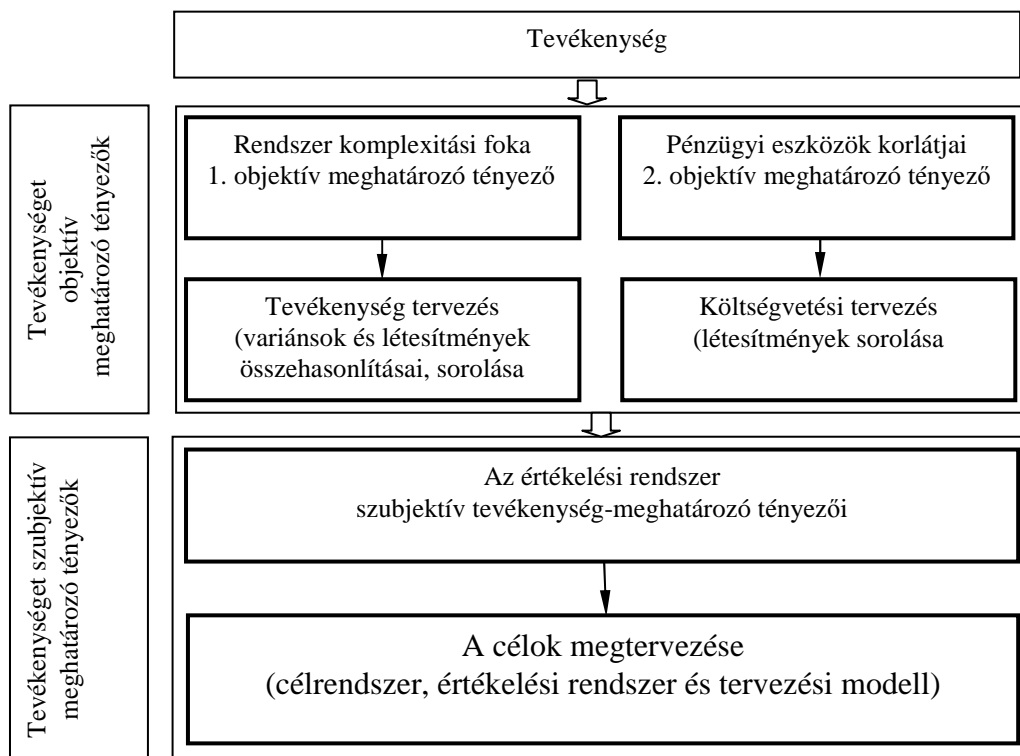 Tevékenység
Tevékenységet
objektív
meghatározó tényezők
Rendszer komplexitási foka
1. objektív meghatározó tényező
Pénzügyi eszközök korlátjai
2. objektív meghatározó tényező
Tevékenység tervezés
(variánsok és létesítmények
összehasonlításai, sorolása
Költségvetési tervezés
(létesítmények sorolása
Tevékenységet szubjektív
meghatározó tényezők
Az értékelési rendszer
szubjektív tevékenység-meghatározó tényezői
A célok megtervezése
(célrendszer, értékelési rendszer és tervezési modell)